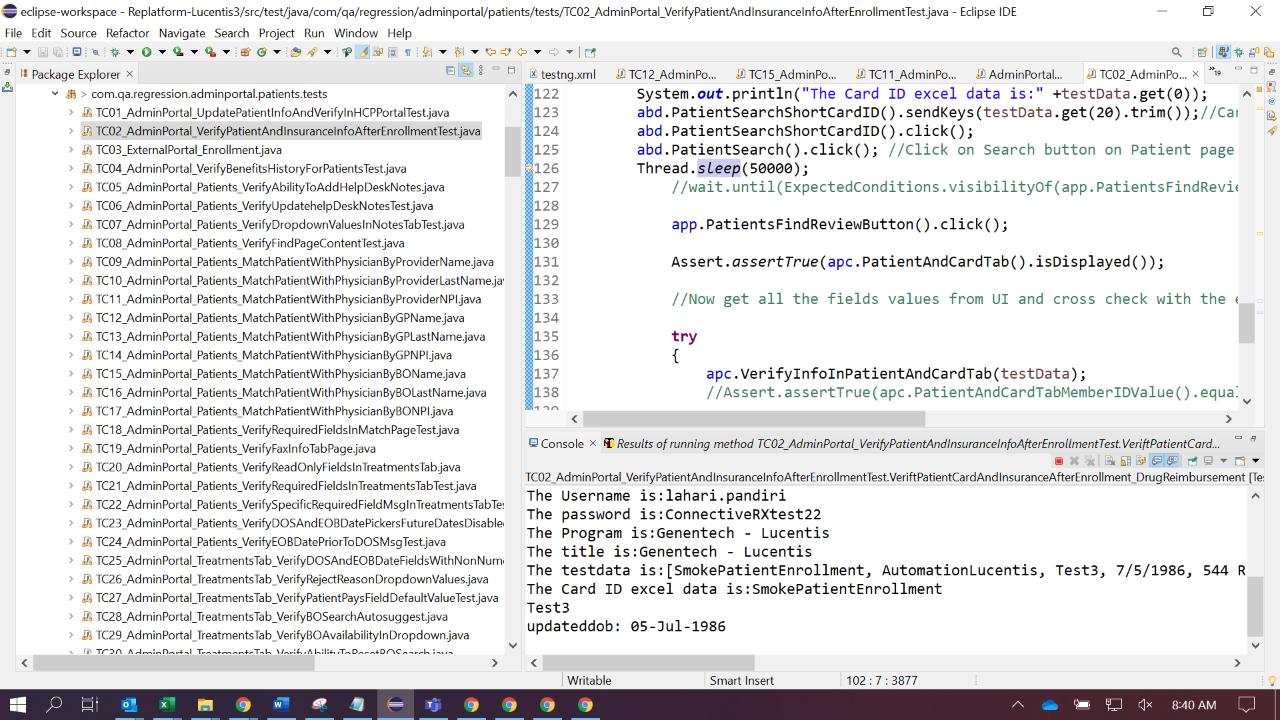 eclipse-workspace - Replatform-Lucentis3/src/test/java/com/qa/regression/adminportal/patients/tests/TC02_AdminPortal_VerifyPatientAndInsuranceInfoAfterEnrollmentTest.java - Eclipse IDE
File Edit Source Refactor Navigate Search Project Run Window Help
Package Explorer
com.qa.regression.adminportal.patients.tests
TC01_AdminPortal_UpdatePatientInfoAndVerifyInHCPPortalTest.java
TC02_AdminPortal_VerifyPatientAndInsuranceInfoAfterEnrollmentTest.java
TC03_ExternalPortal_Enrollment.java
TC04_AdminPortal_VerifyBenefitsHistoryForPatientsTest.java
TC05_AdminPortal_Patients_VerifyAbilityToAddHelpDeskNotes.java
TC06_AdminPortal_Patients_VerifyUpdatehelpDeskNotesTest.java
TC07_AdminPortal_Patients_VerifyDropdownValuesInNotesTabTest.java
TC08_AdminPortal_Patients_VerifyFindPageContentTest.java
TC09_AdminPortal_Patients_MatchPatientWithPhysicianByProviderName.java
TC10_AdminPortal_Patients_MatchPatientWithPhysicianByProviderLastName.java
TC11_AdminPortal_Patients_MatchPatientWithPhysicianByProviderNPI.java
TC12_AdminPortal_Patients_MatchPatientWithPhysicianByGPName.java
TC13_AdminPortal_Patients_MatchPatientWithPhysicianByGPLastName.java
TC14_AdminPortal_Patients_MatchPatientWithPhysicianByGPNPI.java
TC15_AdminPortal_Patients_MatchPatientWithPhysicianByBOName.java
TC16_AdminPortal_Patients_MatchPatientWithPhysicianByBOLastName.java
TC17_AdminPortal_Patients_MatchPatientWithPhysicianByBONPI.java
TC18_AdminPortal_Patients_VerifyRequiredFieldsInMatchPageTest.java
TC19_AdminPortal_Patients_VerifyFaxInfoTabPage.java
TC20_AdminPortal_Patients_VerifyReadOnlyFieldsInTreatmentsTab.java
TC21_AdminPortal_Patients_VerifyRequiredFieldsInTreatmentsTabTest.java
TC22_AdminPortal_Patients_VerifySpecificRequiredFieldMsgInTreatmentsTabTes
TC23_AdminPortal_Patients_VerifyDOSAndEOBDatePickersFutureDatesDisable
TC24_AdminPortal_Patients_VerifyEOBDatePriorToDOSMsgTest.java
TC25_AdminPortal_TreatmentsTab_VerifyDOSAndEOBDateFieldsWithNonNum
TC26_AdminPortal_TreatmentsTab_VerifyRejectReasonDropdownValues.java
TC27_AdminPortal_TreatmentsTab_VerifyPatientPaysFieldDefaultValueTest.java
TC28_AdminPortal_TreatmentsTab_VerifyBOSearchAutosuggest.java
TC29_AdminPortal_TreatmentsTab_VerifyBOAvailabilityInDropdown.java
TC30_AdminPortal_TreatmentsTab_VerifyAbilityToResetBOSearch.java
testng.xml TC12_AdminPo... TC15_AdminPo... TC11_AdminPo... AdminPortal... TC02_AdminPo... 19
122 System.out.println("The Card ID excel data is:" +testData.get(0));
123 abd.PatientSearchShortCardID().sendKeys(testData.get(20).trim());//Car
124 abd.PatientSearchShortCardID().click();
125 abd.PatientSearch().click(); //Click on Search button on Patient page
126 Thread.sleep(50000);
127 //wait.until(ExpectedConditions.visibilityOf(app.PatientsFindRevie
128
129 app.PatientsFindReviewButton().click();
130
131 Assert.assertTrue(apc.PatientAndCardTab().isDisplayed());
132
133 //Now get all the fields values from UI and cross check with the e
134
135 try
136 {
137 apc.VerifyInfoInPatientAndCardTab(testData);
138 //Assert.assertTrue(apc.PatientAndCardTabMemberIDValue().equal
139
Console Results of running method TC02_AdminPortal_VerifyPatientAndInsuranceInfoAfterEnrollmentTest.VeriftPatientCard...
TC02_AdminPortal_VerifyPatientAndInsuranceInfoAfterEnrollmentTest.VeriftPatientCardAndInsuranceAfterEnrollment_DrugReimbursement [Tes
The Username is:lahari.pandiri
The password is:ConnectiveRXtest22
The Program is:Genentech - Lucentis
The title is:Genentech - Lucentis
The testdata is:[SmokePatientEnrollment, AutomationLucentis, Test3, 7/5/1986, 544 R
The Card ID excel data is:SmokePatientEnrollment
Test3
updateddob: 05-Jul-1986
Writable Smart Insert 102 : 7 : 3877
8:40 AM